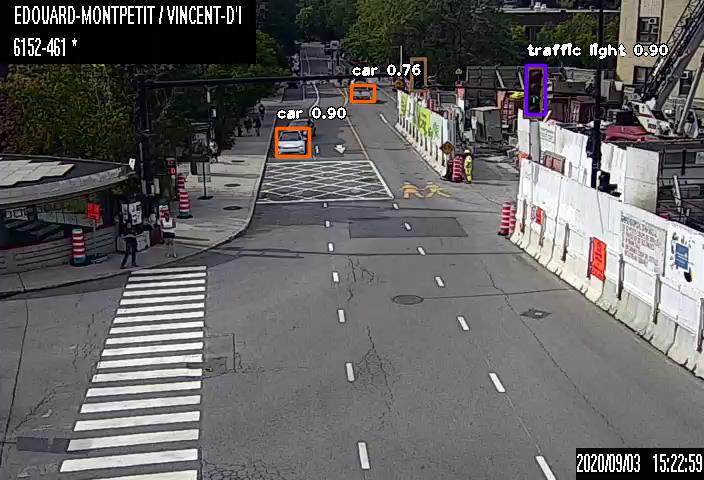 EDOUARD-MONTPETIT / VINCENT-D'I
6152-461 *
traffic light 0.90
car 0.76
car 0.90
2020/09/03 15:22:59